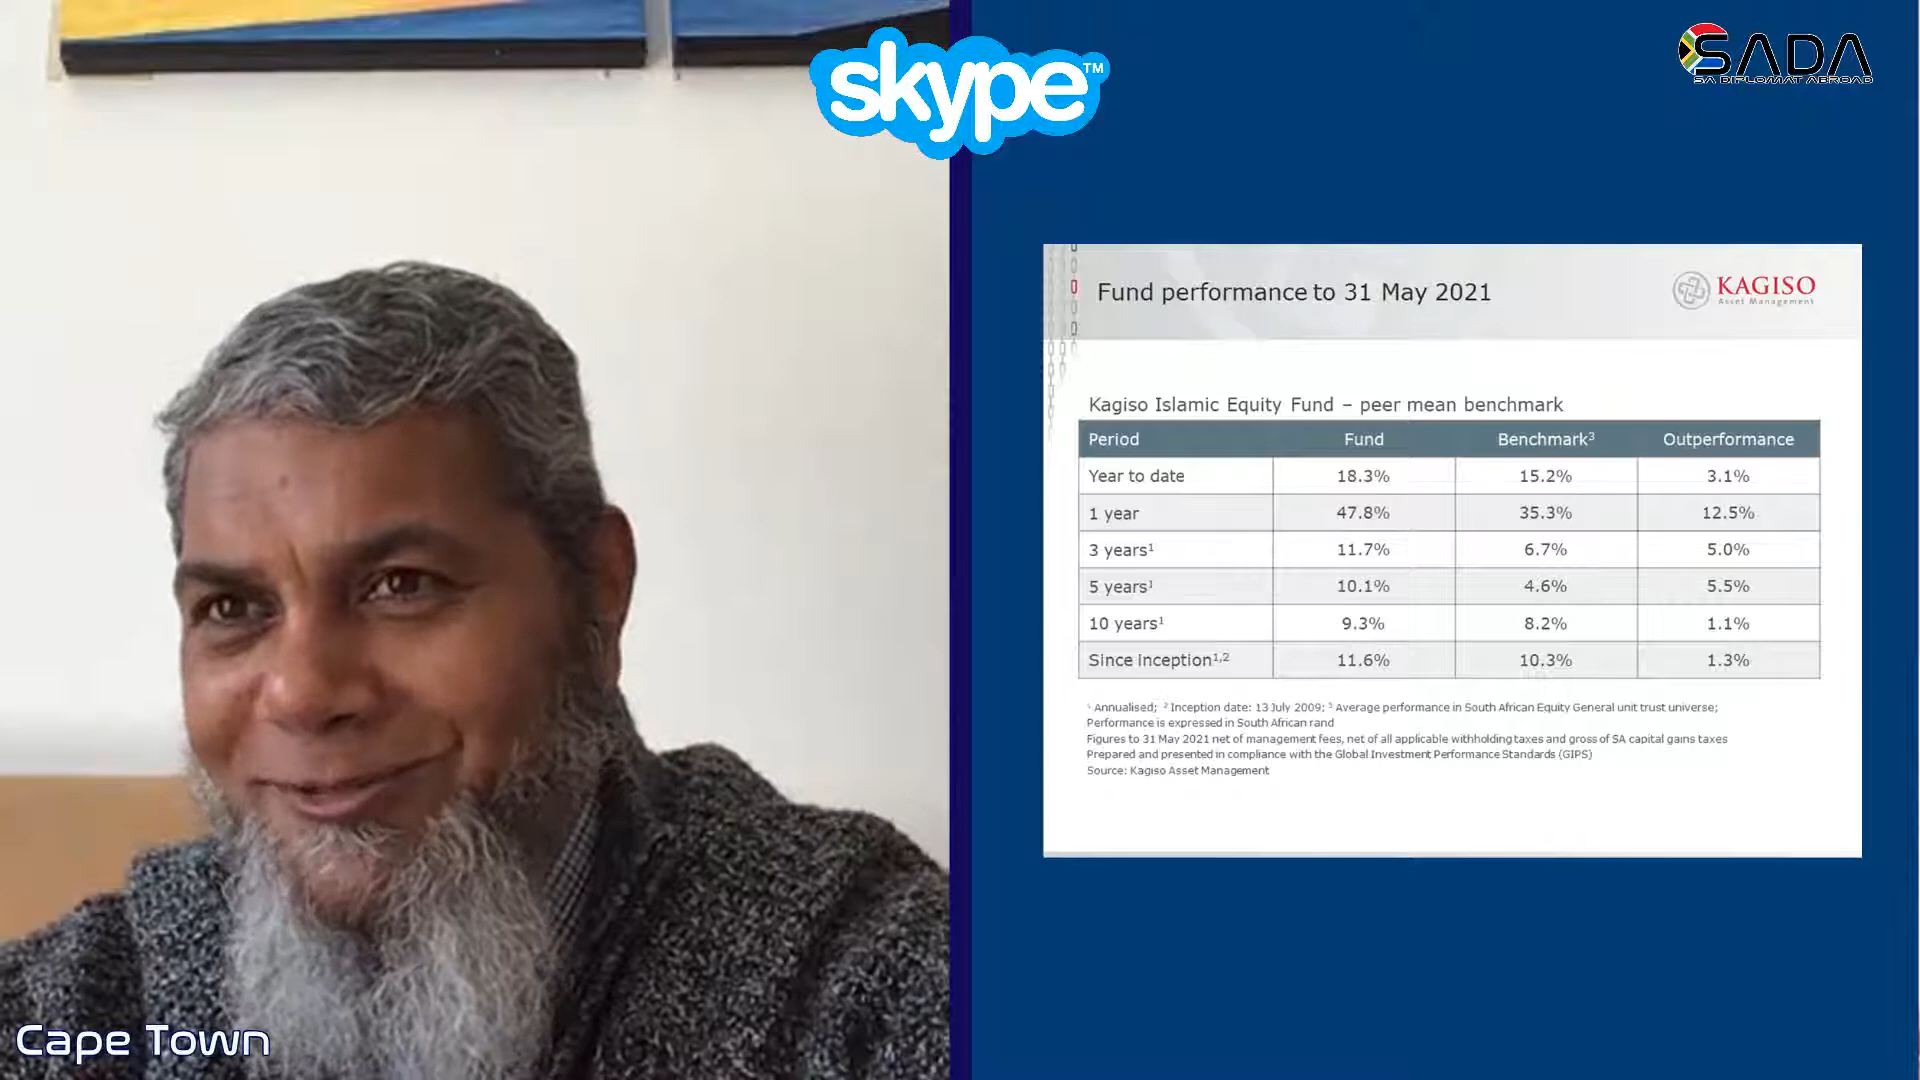 skype™
SADA
SA DIPLOMAT ABROAD
Fund performance to 31 May 2021
KAGISO
Asset Management
Kagiso Islamic Equity Fund – peer mean benchmark
Period Fund Benchmark³ Outperformance
Year to date 18.3% 15.2% 3.1%
1 year 47.8% 35.3% 12.5%
3 years¹ 11.7% 6.7% 5.0%
5 years¹ 10.1% 4.6% 5.5%
10 years¹ 9.3% 8.2% 1.1%
Since inception¹,² 11.6% 10.3% 1.3%
¹ Annualised; ² Inception date: 13 July 2009; ³ Average performance in South African Equity General unit trust universe;
Performance is expressed in South African rand
Figures to 31 May 2021 net of management fees, net of all applicable withholding taxes and gross of SA capital gains taxes
Prepared and presented in compliance with the Global Investment Performance Standards (GIPS)
Source: Kagiso Asset Management
Cape Town